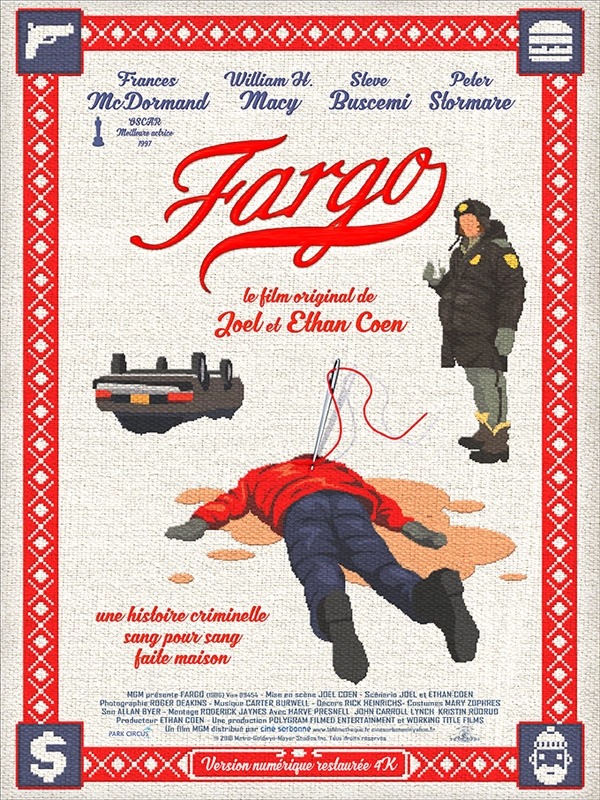 Frances
McDormand
William H.
Macy
Steve
Buscemi
Peter
Stormare
OSCAR
Meilleure actrice
1997
Fargo
le film original de
Joel et Ethan Coen
une histoire criminelle
sang pour sang
faite maison
MGM présente FARGO (1996) Visa 89454 - Mise en scène JOEL COEN - Scénario JOEL et ETHAN COEN
Photographie ROGER DEAKINS - Musique CARTER BURWELL - Décors RICK HEINRICHS- Costumes MARY ZOPHRES
Son ALLAN BYER - Montage RODERICK JAYNES Avec HARVE PRESNELL JOHN CARROLL LYNCH KRISTIN RUDRUD
Producteur ETHAN COEN - Une production POLYGRAM FILMED ENTERTAINMENT et WORKING TITLE FILMS
Un film MGM distribué par cine sorbonne
Metro-Goldwyn-Mayer Studios Inc. Tous droits réservés
PARK CIRCUS
$
Version numérique restaurée 4K